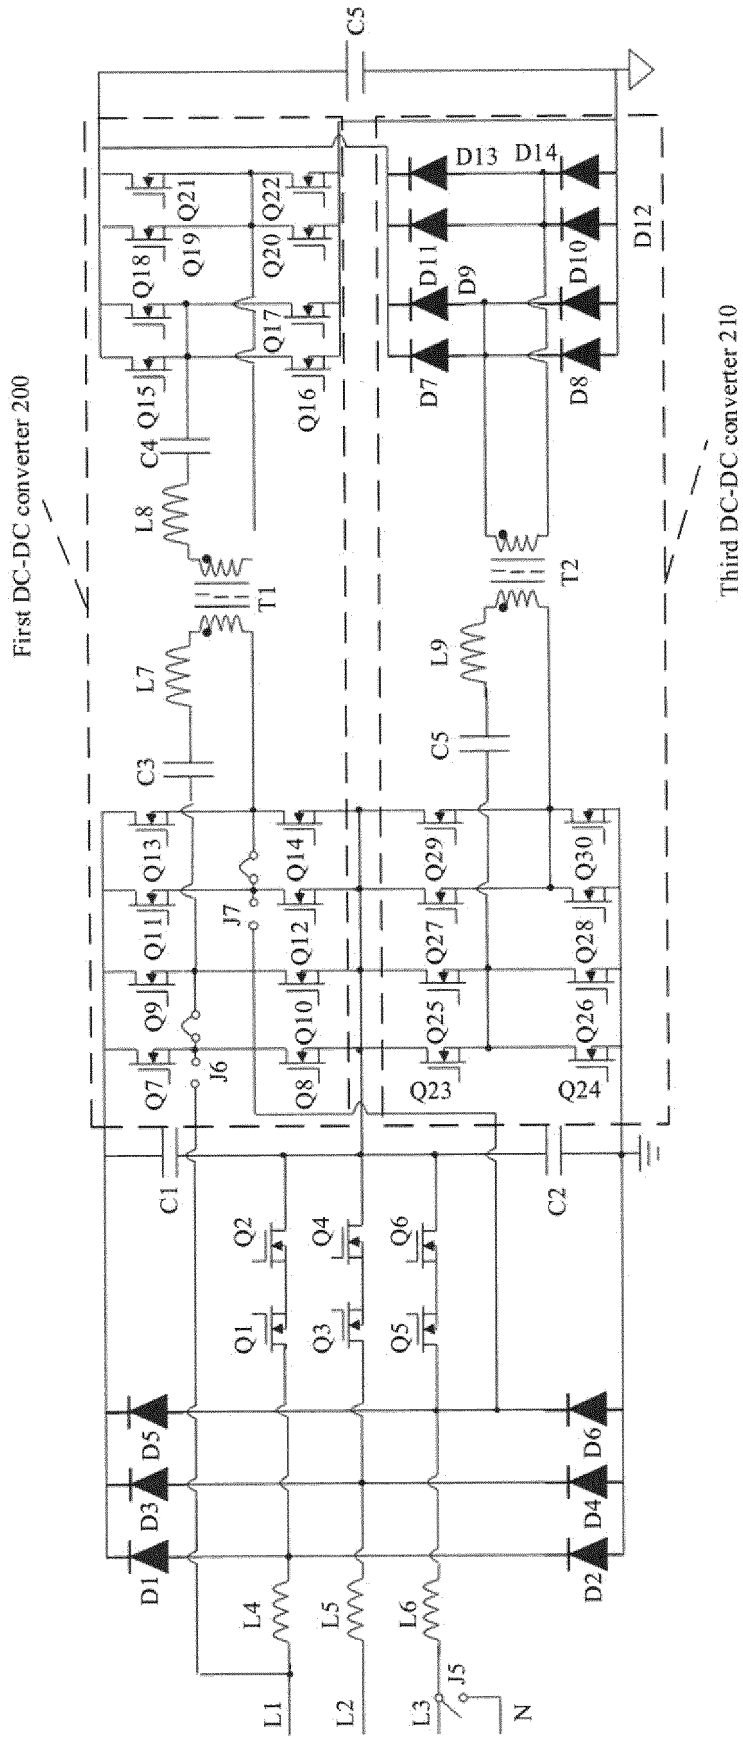 First DC-DC converter 200
Third DC-DC converter 210
L1
L2
L3
N
J5
L4
L5
L6
D1
D3
D5
D2
D4
D6
Q1
Q2
Q3
Q4
Q5
Q6
C1
C2
J6
J7
Q7
Q9
Q11
Q13
Q8
Q10
Q12
Q14
Q23
Q25
Q27
Q29
Q24
Q26
Q28
Q30
C3
L7
T1
L8
C4
C5
L9
T2
Q15
Q18
Q19
Q21
Q16
Q17
Q20
Q22
D7
D9
D11
D13
D8
D10
D14
D12
C5